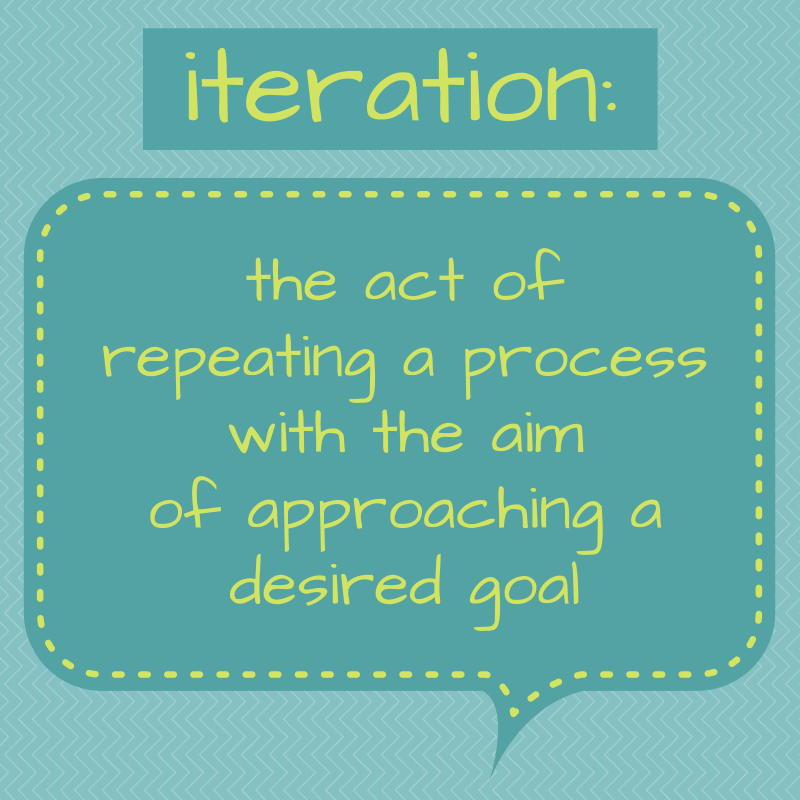 iteration:
the act of
repeating a process
with the aim
of approaching a
desired goal